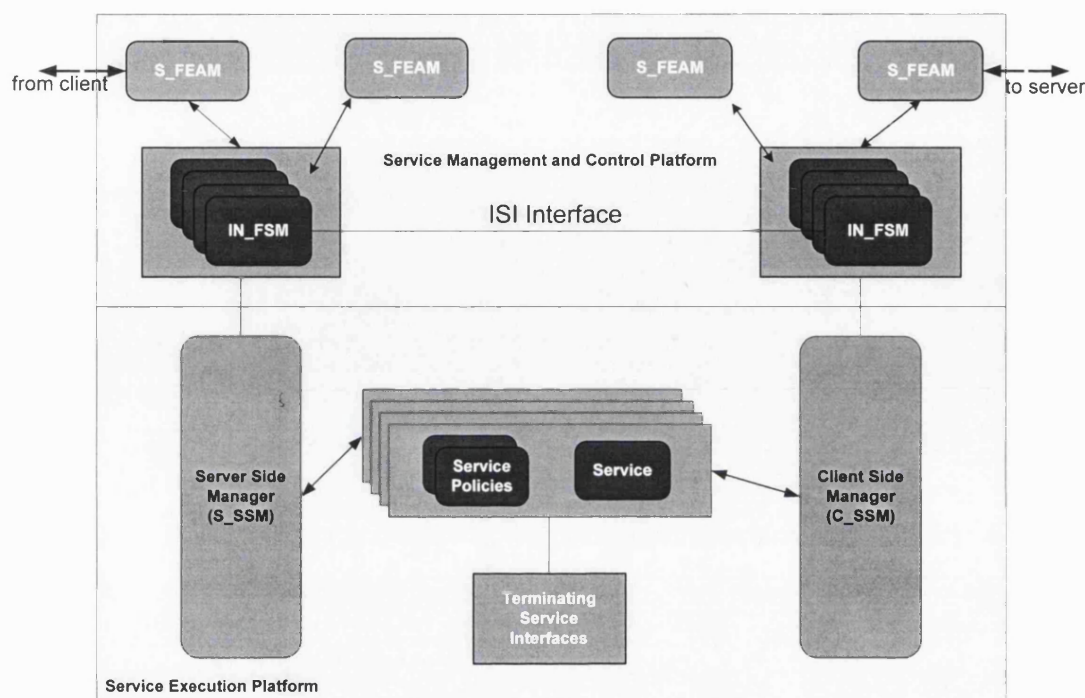 S_FEAM
S_FEAM
S_FEAM
S_FEAM
from client
to server
Service Management and Control Platform
ISI Interface
IN_FSM
IN_FSM
Server Side
Manager
(S_SSM)
Service
Policies
Service
Client Side
Manager
(C_SSM)
Terminating
Service
Interfaces
Service Execution Platform